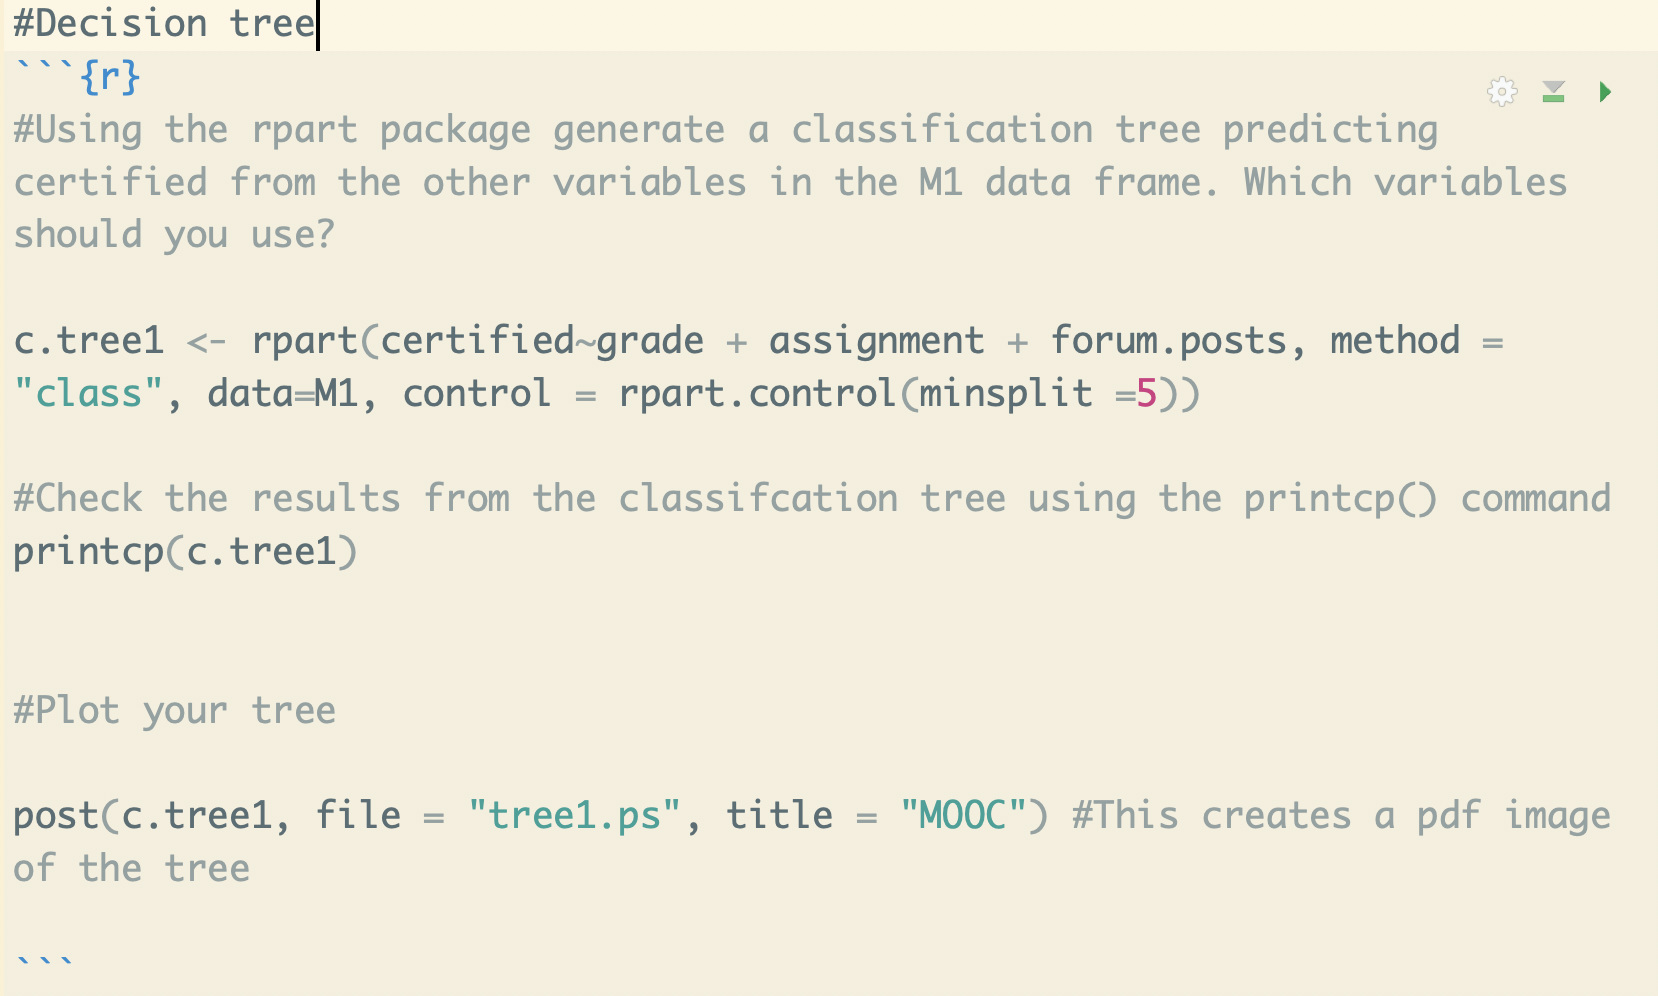 #Decision tree
```{r}
#Using the rpart package generate a classification tree predicting
certified from the other variables in the M1 data frame. Which variables
should you use?
c.tree1 <- rpart(certified~grade + assignment + forum.posts, method =
"class", data=M1, control = rpart.control(minsplit =5))
#Check the results from the classifcation tree using the printcp() command
printcp(c.tree1)
#Plot your tree
post(c.tree1, file = "tree1.ps", title = "MOOC") #This creates a pdf image
of the tree
```